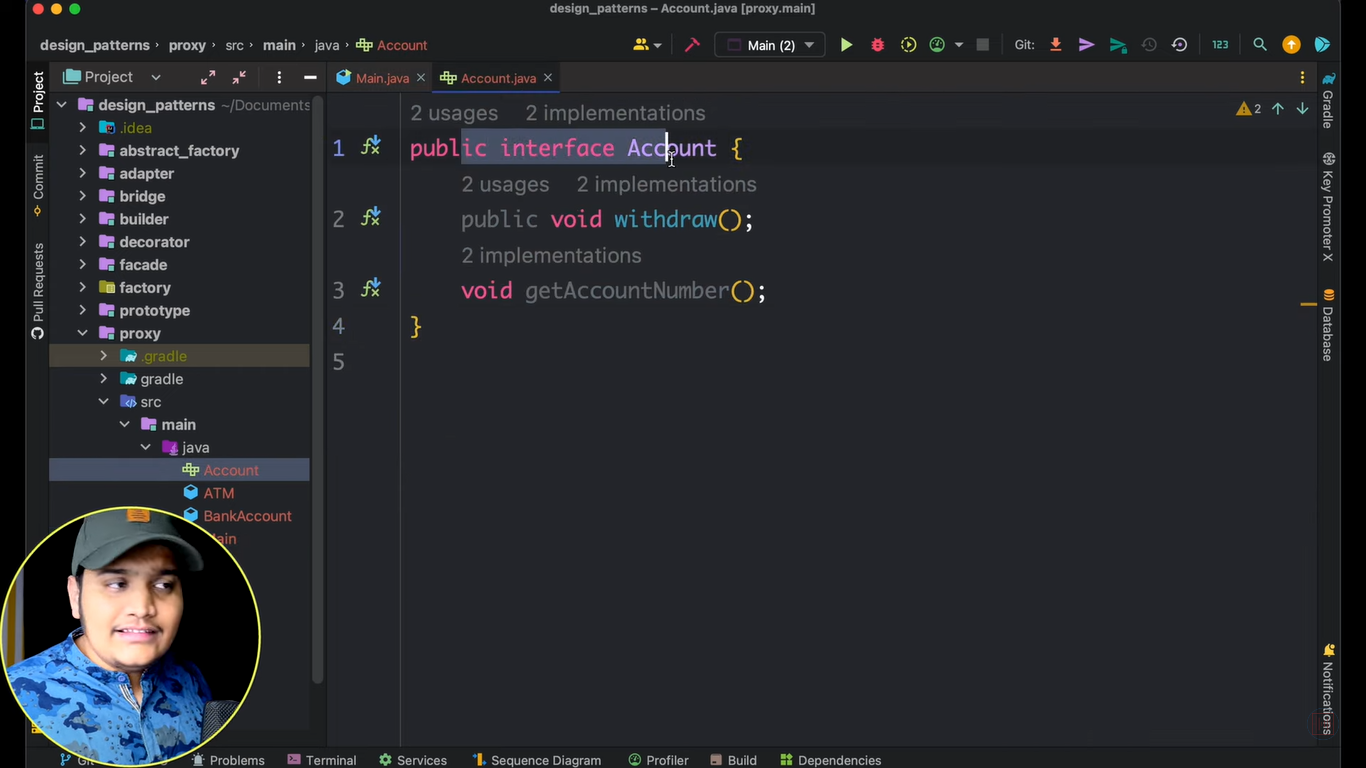 design_patterns – Account.java [proxy.main]
design_patterns › proxy › src › main › java › Account
Main (2)
Git:
123
Project
Main.java
Account.java
Project
Commit
Pull Requests
design_patterns ~/Documents
.idea
abstract_factory
adapter
bridge
builder
decorator
facade
factory
prototype
proxy
.gradle
gradle
src
main
java
Account
ATM
BankAccount
2 usages 2 implementations
1 public interface Account {
2 usages 2 implementations
2 public void withdraw();
2 implementations
3 void getAccountNumber();
4 }
5
2
Gradle
Key Promoter X
Database
Notifications
Git
Problems
Terminal
Services
Sequence Diagram
Profiler
Build
Dependencies